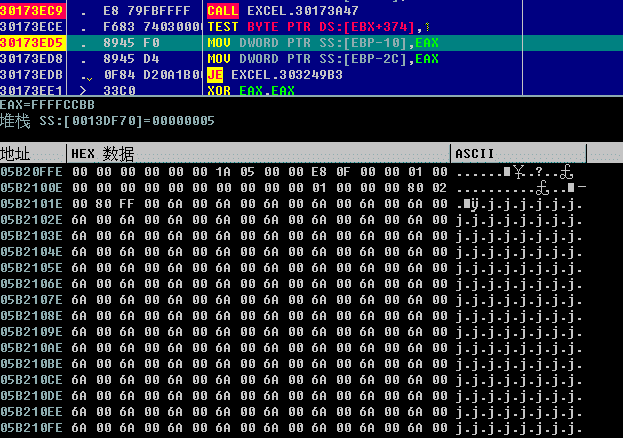 30173EC9 . E8 79FBFFFF CALL EXCEL.30173A47
30173ECE . F683 74030000 TEST BYTE PTR DS:[EBX+374],
30173ED5 . 8945 F0 MOV DWORD PTR SS:[EBP-10],EAX
30173ED8 . 8945 D4 MOV DWORD PTR SS:[EBP-2C],EAX
30173EDB .⌄ 0F84 D20A1B00 JE EXCEL.303249B3
30173EE1 > 33C0 XOR EAX,EAX
EAX=FFFFCCBB
堆栈 SS:[0013DF70]=00000005
地址 HEX 数据 ASCII
05B20FFE 00 00 00 00 00 00 1A 05 00 00 E8 0F 00 00 01 00
05B2100E 00 00 00 00 00 00 00 00 00 00 01 00 00 00 80 02
05B2101E 00 80 FF 00 6A 00 6A 00 6A 00 6A 00 6A 00 6A 00 .■ÿ.j.j.j.j.j.j.
05B2102E 6A 00 6A 00 6A 00 6A 00 6A 00 6A 00 6A 00 6A 00 j.j.j.j.j.j.j.j.
05B2103E 6A 00 6A 00 6A 00 6A 00 6A 00 6A 00 6A 00 6A 00 j.j.j.j.j.j.j.j.
05B2104E 6A 00 6A 00 6A 00 6A 00 6A 00 6A 00 6A 00 6A 00 j.j.j.j.j.j.j.j.
05B2105E 6A 00 6A 00 6A 00 6A 00 6A 00 6A 00 6A 00 6A 00 j.j.j.j.j.j.j.j.
05B2106E 6A 00 6A 00 6A 00 6A 00 6A 00 6A 00 6A 00 6A 00 j.j.j.j.j.j.j.j.
05B2107E 6A 00 6A 00 6A 00 6A 00 6A 00 6A 00 6A 00 6A 00 j.j.j.j.j.j.j.j.
05B2108E 6A 00 6A 00 6A 00 6A 00 6A 00 6A 00 6A 00 6A 00 j.j.j.j.j.j.j.j.
05B2109E 6A 00 6A 00 6A 00 6A 00 6A 00 6A 00 6A 00 6A 00 j.j.j.j.j.j.j.j.
05B210AE 6A 00 6A 00 6A 00 6A 00 6A 00 6A 00 6A 00 6A 00 j.j.j.j.j.j.j.j.
05B210BE 6A 00 6A 00 6A 00 6A 00 6A 00 6A 00 6A 00 6A 00 j.j.j.j.j.j.j.j.
05B210CE 6A 00 6A 00 6A 00 6A 00 6A 00 6A 00 6A 00 6A 00 j.j.j.j.j.j.j.j.
05B210DE 6A 00 6A 00 6A 00 6A 00 6A 00 6A 00 6A 00 6A 00 j.j.j.j.j.j.j.j.
05B210EE 6A 00 6A 00 6A 00 6A 00 6A 00 6A 00 6A 00 6A 00 j.j.j.j.j.j.j.j.
05B210FE 6A 00 6A 00 6A 00 6A 00 6A 00 6A 00 6A 00 6A 00 j.j.j.j.j.j.j.j.